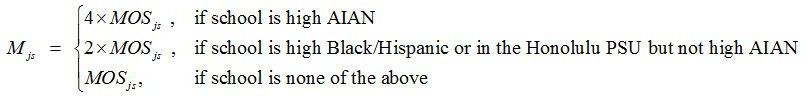 4×MOS_js, if school is high AIAN
M_js = { 2×MOS_js, if school is high Black/Hispanic or in the Honolulu PSU but not high AIAN
MOS_js, if school is none of the above